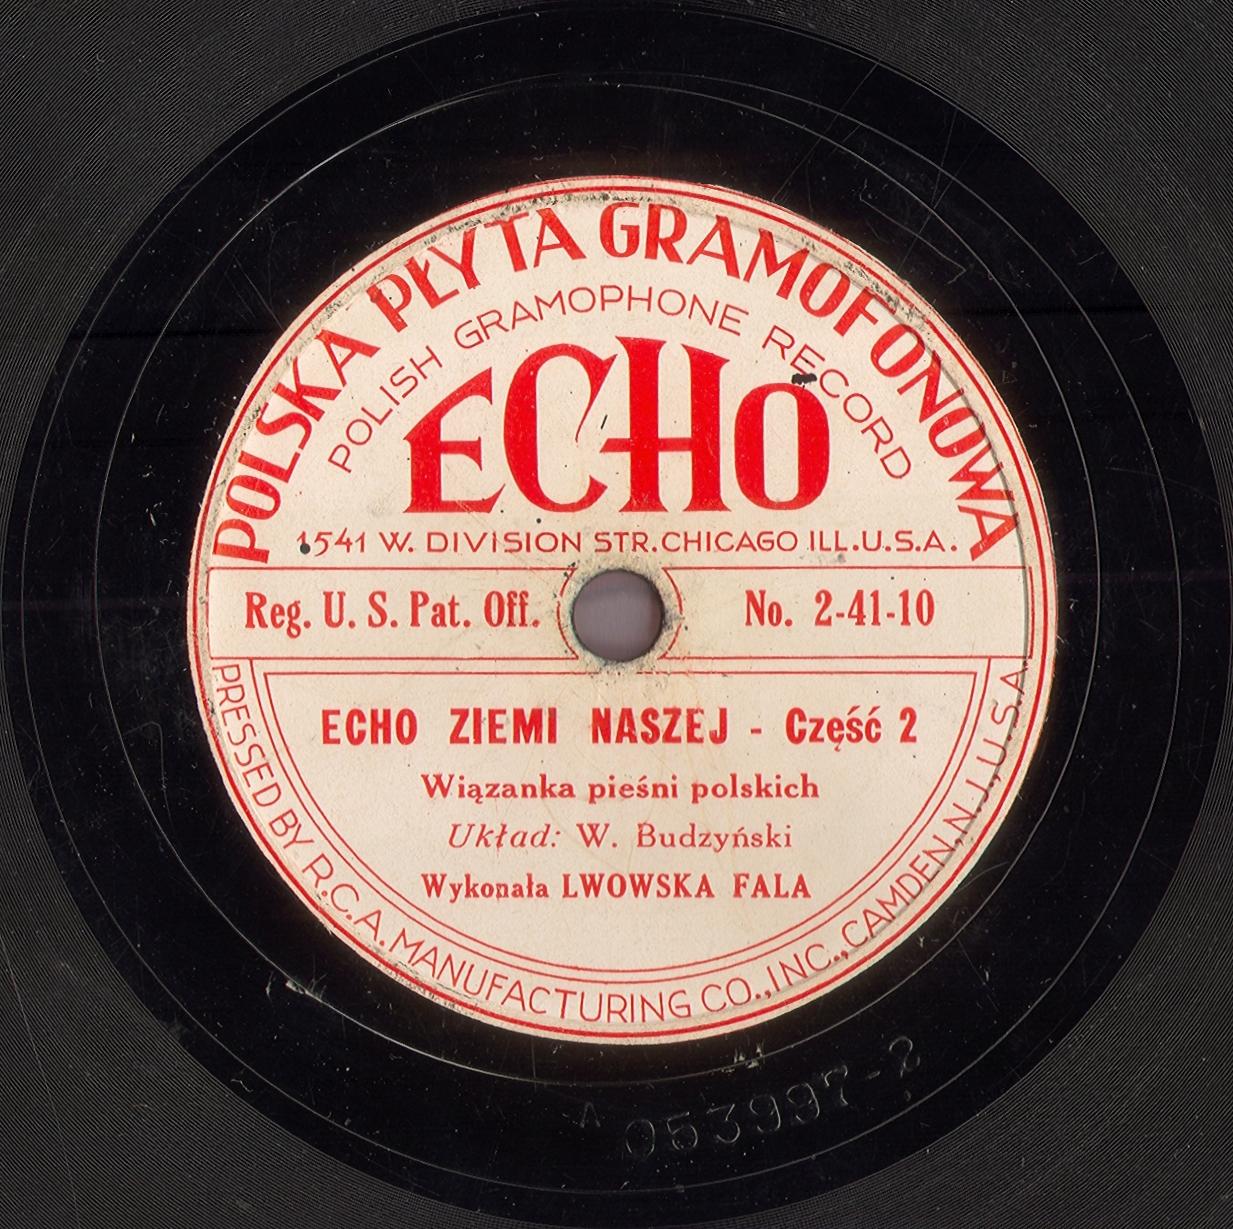 POLSKA PŁYTA GRAMOFONOWA
POLISH GRAMOPHONE RECORD
ECHO
1541 W. DIVISION STR. CHICAGO ILL. U.S.A.
Reg. U. S. Pat. Off.
No. 2-41-10
ECHO ZIEMI NASZEJ - Część 2
Wiązanka pieśni polskich
Układ: W. Budzyński
Wykonała LWOWSKA FALA
PRESSED BY R.C.A. MANUFACTURING CO., INC., CAMDEN, N.J., U.S.A.
A 053997-2